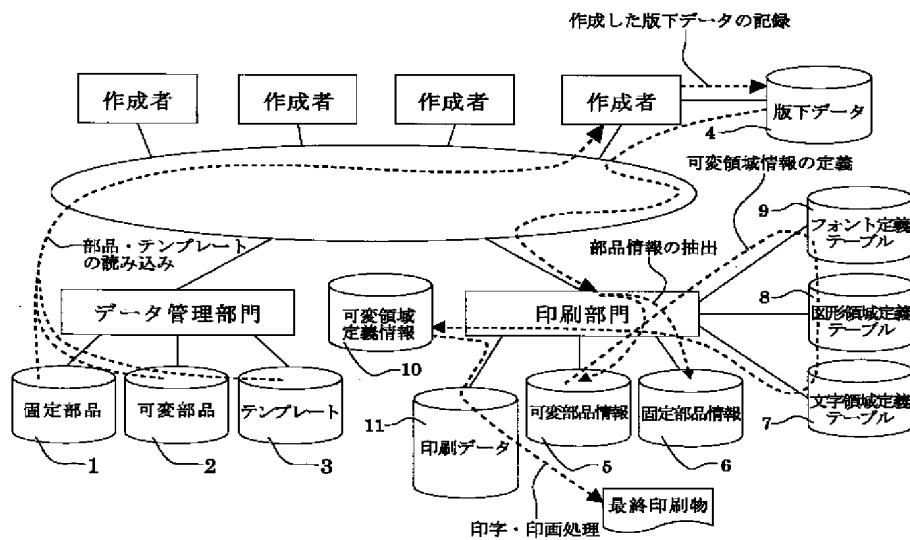 作成した版下データの記録
作成者
作成者
作成者
作成者
版下データ
4
可変領域情報の定義
9
フォント定義
テーブル
部品・テンプレート
の読み込み
部品情報の抽出
8
図形領域定義
テーブル
データ管理部門
可変領域
定義情報
10
印刷部門
固定部品
1
可変部品
2
テンプレート
3
11
印刷データ
可変部品情報
5
固定部品情報
6
7
文字領域定義
テーブル
印字・印画処理
最終印刷物